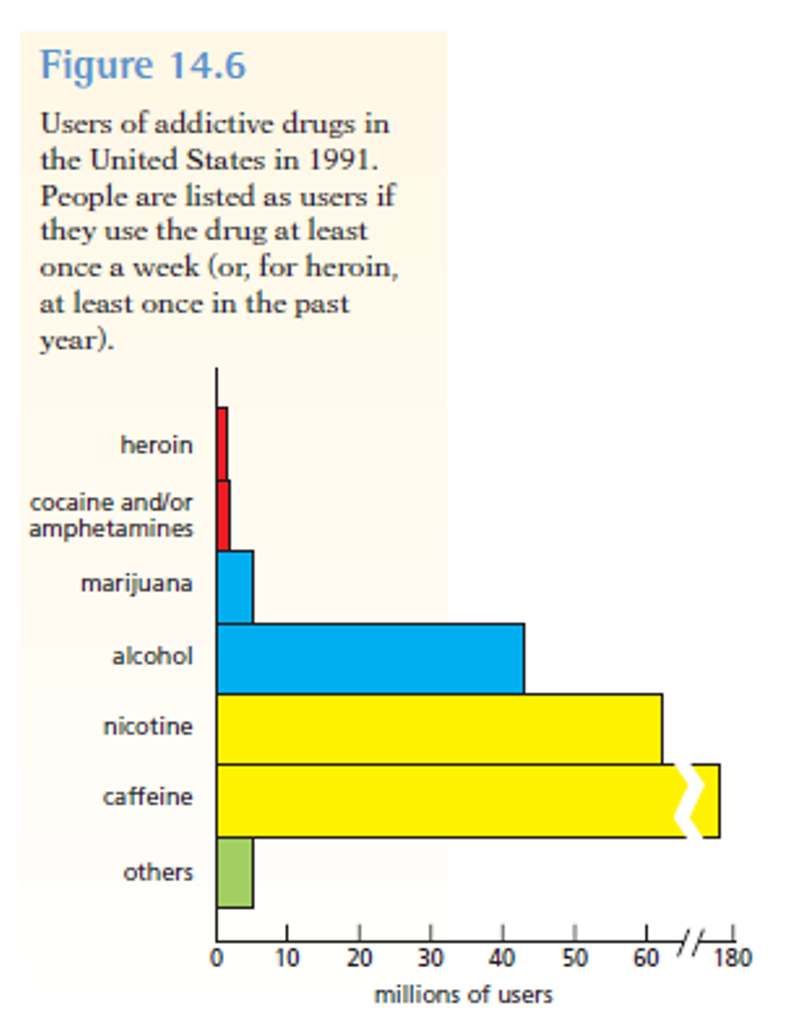 Figure 14.6
Users of addictive drugs in
the United States in 1991.
People are listed as users if
they use the drug at least
once a week (or, for heroin,
at least once in the past
year).
heroin
cocaine and/or
amphetamines
marijuana
alcohol
nicotine
caffeine
others
0 10 20 30 40 50 60 180
millions of users